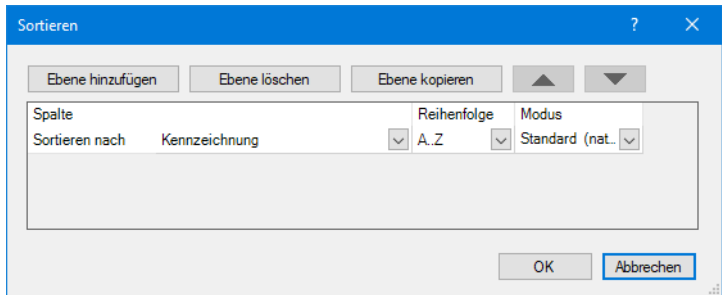 Sortieren
Ebene hinzufügen Ebene löschen Ebene kopieren
Spalte Reihenfolge Modus
Sortieren nach Kennzeichnung A..Z Standard (nat...
OK Abbrechen